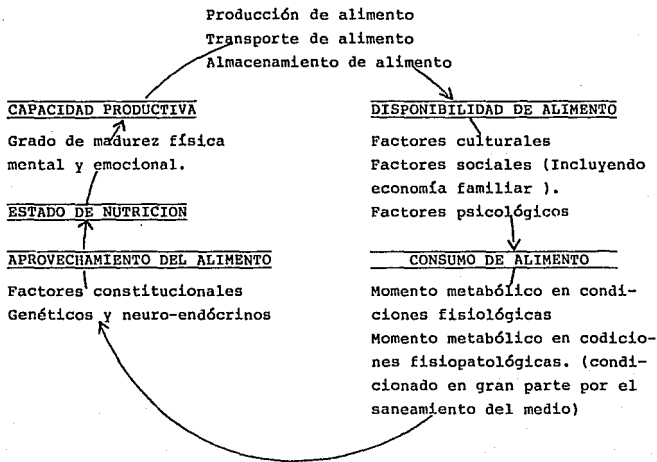 Producción de alimento
Transporte de alimento
Almacenamiento de alimento
CAPACIDAD PRODUCTIVA
Grado de madurez física
mental y emocional.
ESTADO DE NUTRICION
APROVECHAMIENTO DEL ALIMENTO
Factores constitucionales
Genéticos y neuro-endócrinos
DISPONIBILIDAD DE ALIMENTO
Factores culturales
Factores sociales (Incluyendo
economía familiar ).
Factores psicológicos
CONSUMO DE ALIMENTO
Momento metabólico en condi-
ciones fisiológicas
Momento metabólico en codicio-
nes fisiopatológicas. (condi-
cionado en gran parte por el
saneamiento del medio)